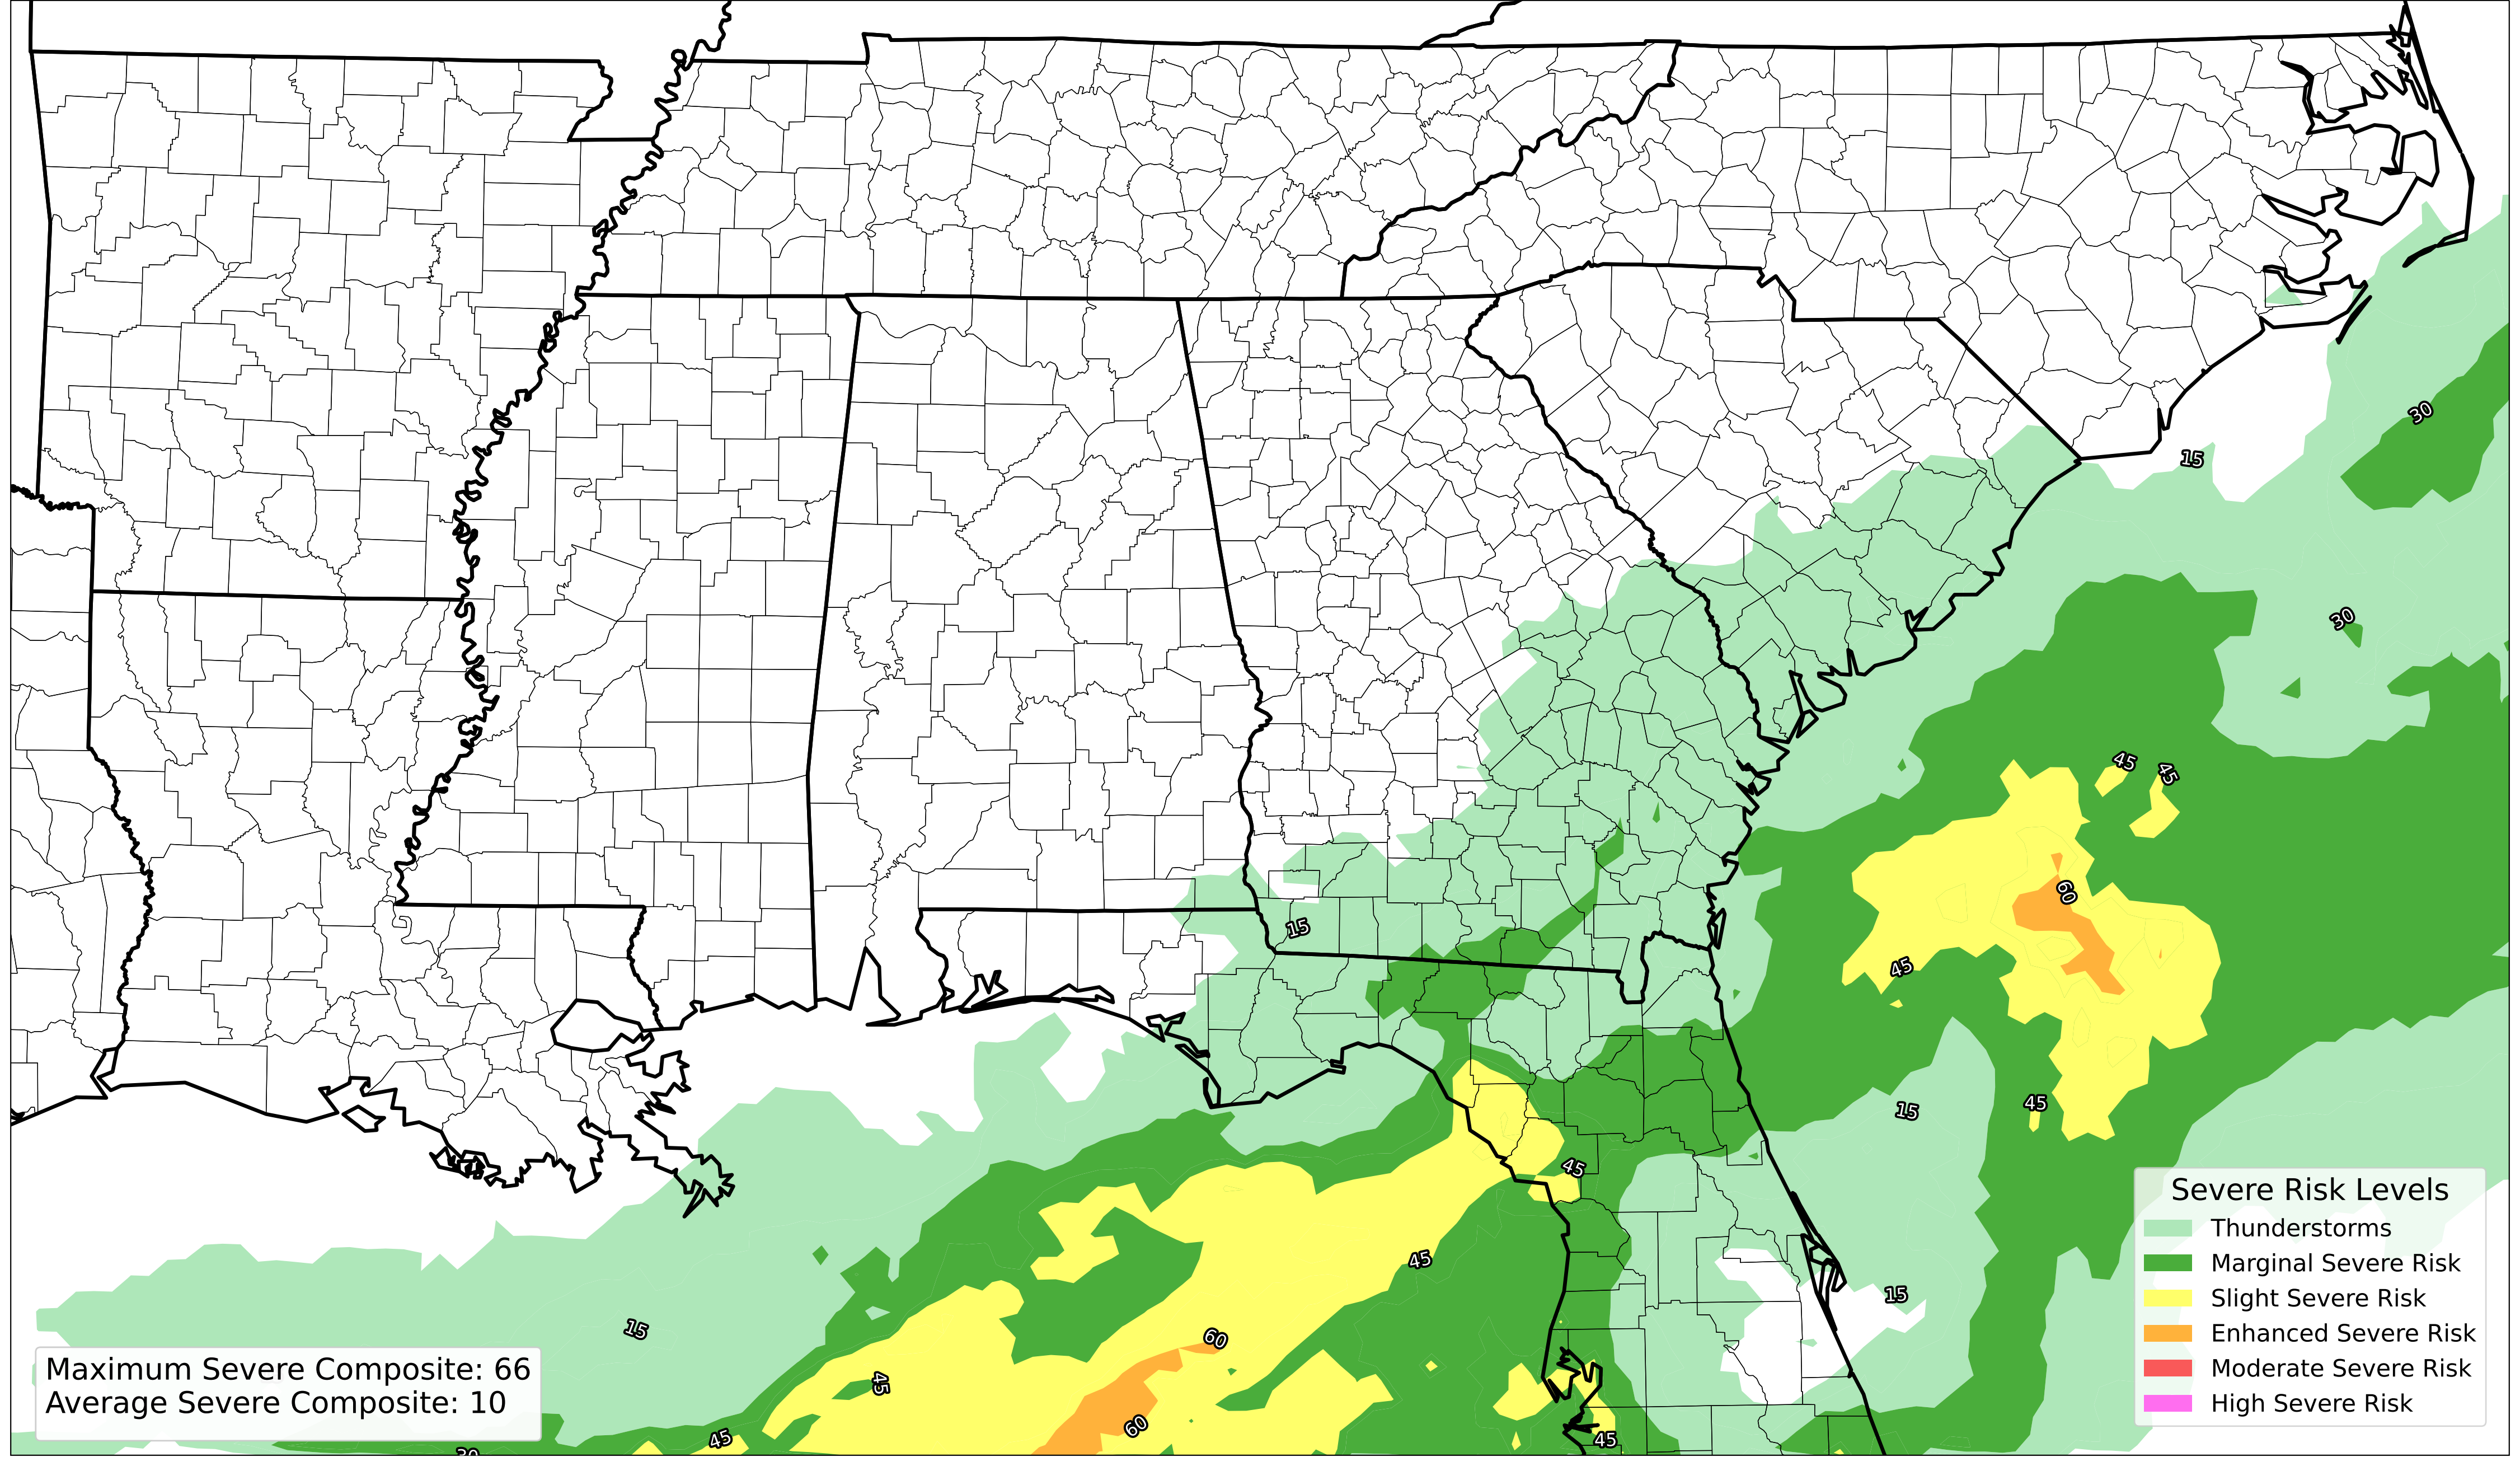 30
15
30
45
45
60
15
45
45
15
45
45
15
15
60
45
60
45
45
30
Severe Risk Levels
Thunderstorms
Marginal Severe Risk
Slight Severe Risk
Enhanced Severe Risk
Moderate Severe Risk
High Severe Risk
Maximum Severe Composite: 66
Average Severe Composite: 10